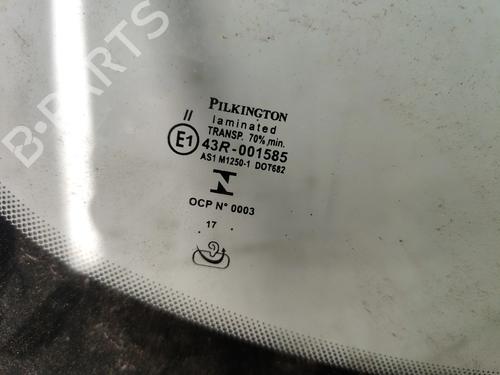 B-PARTS
PILKINGTON
II
laminated
TRANSP. 70% min.
E1 43R-001585
AS1 M1250-1 DOT682
N
OCP N° 0003
. 17 .